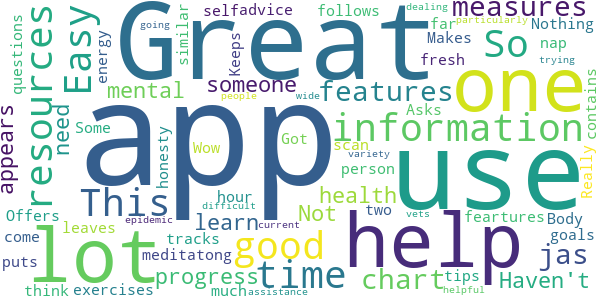 going
dealing
self
advice
follows
measures
Easy
Great
someone
similar
Keeps
So
far
particularly
Makes
Nothing
questions
energy
fresh
nap
trying
resources
mental
features
one
contains
appears
need
app
Some
honesty
people
wide
Asks
information
Wow
Got
scan
variety
Really
This
hour
person
use
health
Offers
difficult
Not
two
feartures
Body
come
leaves
epidemic
learn
current
vets
goals
puts
lot
tracks
good
help
jas
meditatong
time
chart
tips
Haven't
think
exercises
progress
much
assistance
helpful